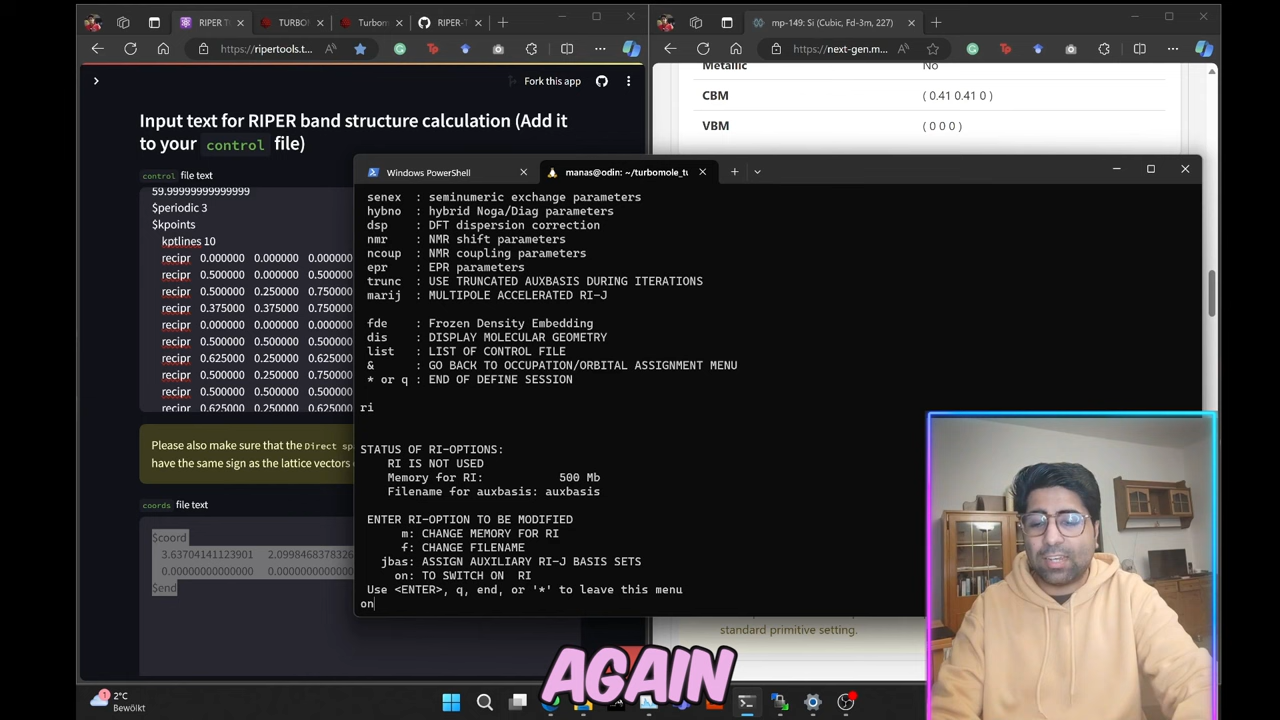 RIPER T
TURBOM
Turbom
RIPER-T
mp-149: Si (Cubic, Fd-3m, 227)
https://ripertools.t...
https://next-gen.m...
Fork this app
Input text for RIPER band structure calculation (Add it
to your control file)
control file text
59.99999999999999
$periodic 3
$kpoints
kptlines 10
recipr 0.000000 0.000000 0.000000
recipr 0.500000 0.000000 0.500000
recipr 0.500000 0.250000 0.750000
recipr 0.375000 0.375000 0.750000
recipr 0.000000 0.000000 0.000000
recipr 0.500000 0.500000 0.500000
recipr 0.625000 0.250000 0.625000
recipr 0.500000 0.250000 0.750000
recipr 0.500000 0.500000 0.500000
recipr 0.625000 0.250000 0.625000
Please also make sure that the Direct sp
have the same sign as the lattice vectors
coords file text
$coord
3.63704141123901 2.0998468378326
0.00000000000000 0.0000000000000
$end
Metallic No
CBM ( 0.41 0.41 0 )
VBM ( 0 0 0 )
Windows PowerShell
manas@odin: ~/turbomole_tu
senex : seminumeric exchange parameters
hybno : hybrid Noga/Diag parameters
dsp : DFT dispersion correction
nmr : NMR shift parameters
ncoup : NMR coupling parameters
epr : EPR parameters
trunc : USE TRUNCATED AUXBASIS DURING ITERATIONS
marij : MULTIPOLE ACCELERATED RI-J
fde : Frozen Density Embedding
dis : DISPLAY MOLECULAR GEOMETRY
list : LIST OF CONTROL FILE
& : GO BACK TO OCCUPATION/ORBITAL ASSIGNMENT MENU
* or q : END OF DEFINE SESSION
ri
STATUS OF RI-OPTIONS:
RI IS NOT USED
Memory for RI: 500 Mb
Filename for auxbasis: auxbasis
ENTER RI-OPTION TO BE MODIFIED
m: CHANGE MEMORY FOR RI
f: CHANGE FILENAME
jbas: ASSIGN AUXILIARY RI-J BASIS SETS
on: TO SWITCH ON RI
Use <ENTER>, q, end, or '*' to leave this menu
on
standard primitive setting.
AGAIN
1
2°C
Bewölkt